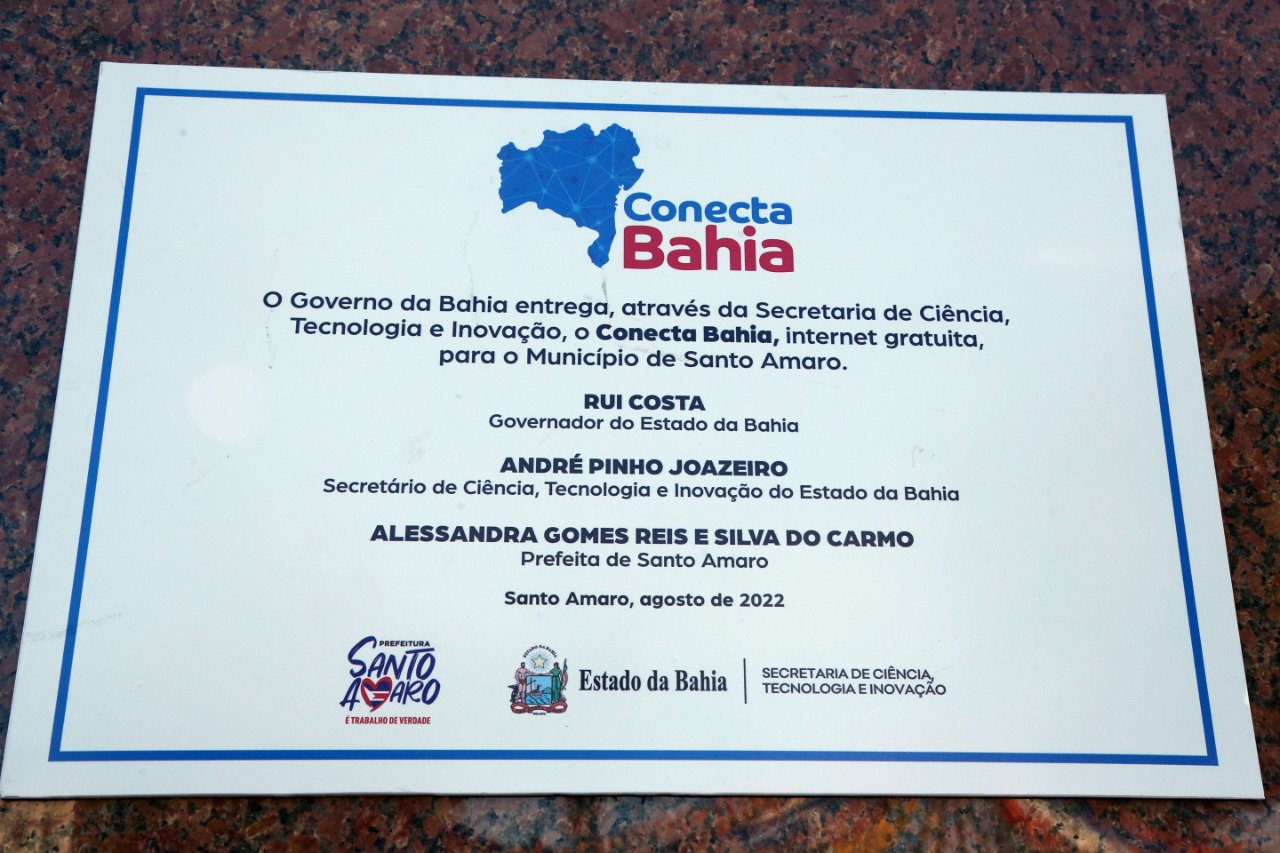 Conecta
Bahia
O Governo da Bahia entrega, através da Secretaria de Ciência,
Tecnologia e Inovação, o Conecta Bahia, internet gratuita,
para o Município de Santo Amaro.
RUI COSTA
Governador do Estado da Bahia
ANDRÉ PINHO JOAZEIRO
Secretário de Ciência, Tecnologia e Inovação do Estado da Bahia
ALESSANDRA GOMES REIS E SILVA DO CARMO
Prefeita de Santo Amaro
Santo Amaro, agosto de 2022
PREFEITURA
SANTO
AMARO
É TRABALHO DE VERDADE
ESTADO DA BAHIA
Estado da Bahia
SECRETARIA DE CIÊNCIA,
TECNOLOGIA E INOVAÇÃO